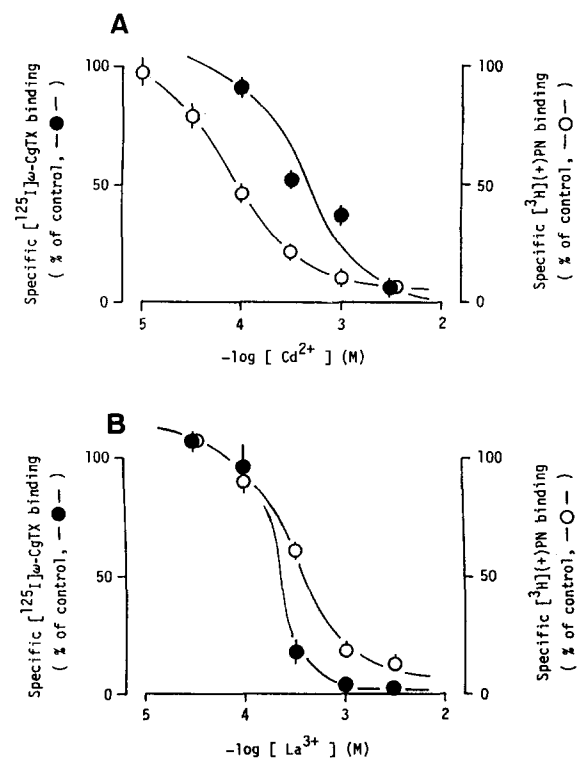 A
Specific [125I]ω-CgTX binding
( % of control, —●— )
100
50
0
100
50
0
Specific [3H](+)PN binding
( % of control, —○— )
5
4
3
2
-log [ Cd2+ ] (M)
B
Specific [125I]ω-CgTX binding
( % of control, —●— )
100
50
0
100
50
0
Specific [3H](+)PN binding
( % of control, —○— )
5
4
3
2
-log [ La3+ ] (M)